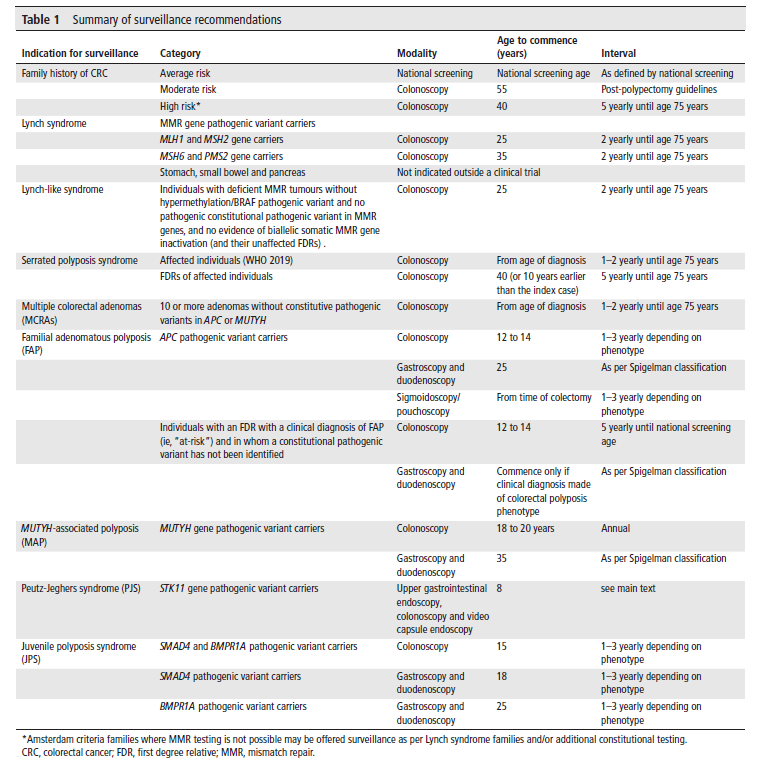 Table 1 Summary of surveillance recommendations
Indication for surveillance Category Modality Age to commence (years) Interval
Family history of CRC Average risk National screening National screening age As defined by national screening
Moderate risk Colonoscopy 55 Post-polypectomy guidelines
High risk* Colonoscopy 40 5 yearly until age 75 years
Lynch syndrome MMR gene pathogenic variant carriers
MLH1 and MSH2 gene carriers Colonoscopy 25 2 yearly until age 75 years
MSH6 and PMS2 gene carriers Colonoscopy 35 2 yearly until age 75 years
Stomach, small bowel and pancreas Not indicated outside a clinical trial
Lynch-like syndrome Individuals with deficient MMR tumours without Colonoscopy 25 2 yearly until age 75 years
hypermethylation/BRAF pathogenic variant and no
pathogenic constitutional pathogenic variant in MMR
genes, and no evidence of biallelic somatic MMR gene
inactivation (and their unaffected FDRs) .
Serrated polyposis syndrome Affected individuals (WHO 2019) Colonoscopy From age of diagnosis 1–2 yearly until age 75 years
FDRs of affected individuals Colonoscopy 40 (or 10 years earlier 5 yearly until age 75 years
than the index case)
Multiple colorectal adenomas 10 or more adenomas without constitutive pathogenic Colonoscopy From age of diagnosis 1–2 yearly until age 75 years
(MCRAs) variants in APC or MUTYH
Familial adenomatous polyposis APC pathogenic variant carriers Colonoscopy 12 to 14 1–3 yearly depending on
(FAP) phenotype
Gastroscopy and 25 As per Spigelman classification
duodenoscopy
Sigmoidoscopy/ From time of colectomy 1–3 yearly depending on
pouchoscopy phenotype
Individuals with an FDR with a clinical diagnosis of FAP Colonoscopy 12 to 14 5 yearly until national screening
(ie, “at-risk”) and in whom a constitutional pathogenic age
variant has not been identified
Gastroscopy and Commence only if As per Spigelman classification
duodenoscopy clinical diagnosis made
of colorectal polyposis
phenotype
MUTYH-associated polyposis MUTYH gene pathogenic variant carriers Colonoscopy 18 to 20 years Annual
(MAP)
Gastroscopy and 35 As per Spigelman classification
duodenoscopy
Peutz-Jeghers syndrome (PJS) STK11 gene pathogenic variant carriers Upper gastrointestinal 8 see main text
endoscopy,
colonoscopy and video
capsule endoscopy
Juvenile polyposis syndrome SMAD4 and BMPR1A pathogenic variant carriers Colonoscopy 15 1–3 yearly depending on
(JPS) phenotype
SMAD4 pathogenic variant carriers Gastroscopy and 18 1–3 yearly depending on
duodenoscopy phenotype
BMPR1A pathogenic variant carriers Gastroscopy and 25 1–3 yearly depending on
duodenoscopy phenotype
*Amsterdam criteria families where MMR testing is not possible may be offered surveillance as per Lynch syndrome families and/or additional constitutional testing.
CRC, colorectal cancer; FDR, first degree relative; MMR, mismatch repair.